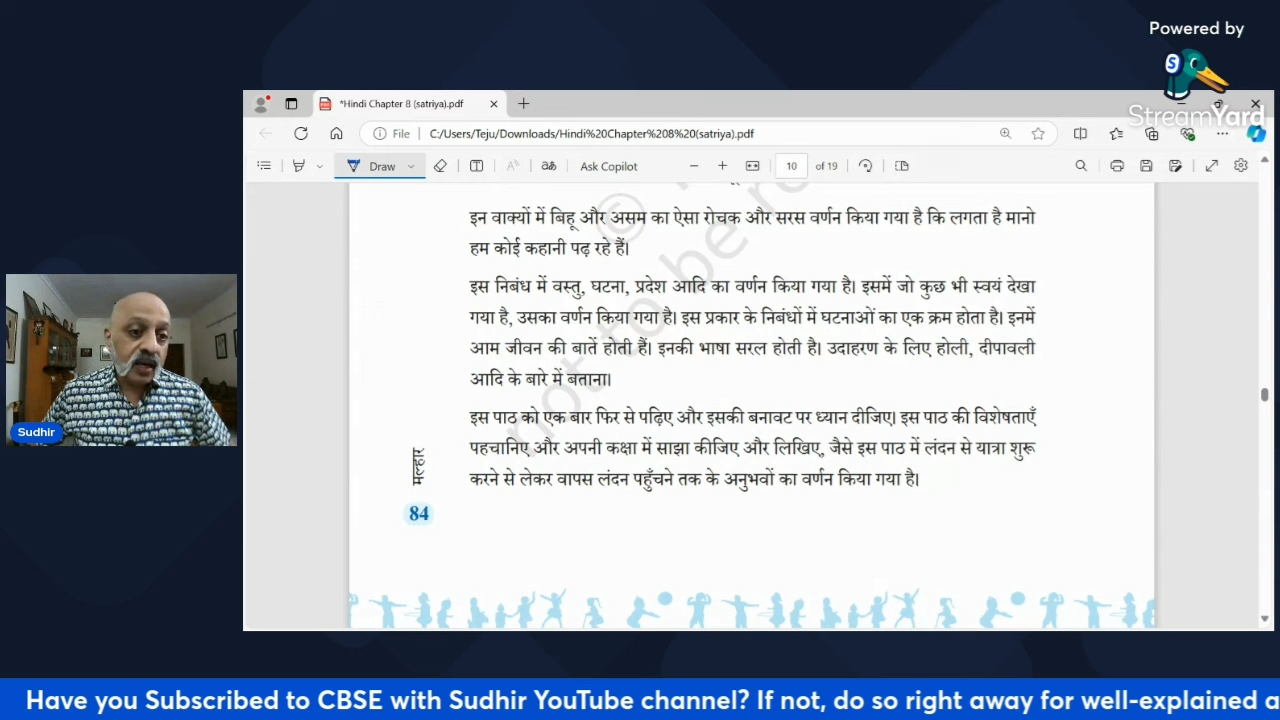 Powered by
S
StreamYard
*Hindi Chapter 8 (satriya).pdf
File
C:/Users/Teju/Downloads/Hindi%20Chapter%208%20(satriya).pdf
Draw
Ask Copilot
10
of 19
© 
not to be re
इन वाक्यों में बिहू और असम का ऐसा रोचक और सरस वर्णन किया गया है कि लगता है मानो
हम कोई कहानी पढ़ रहे हैं।
इस निबंध में वस्तु, घटना, प्रदेश आदि का वर्णन किया गया है। इसमें जो कुछ भी स्वयं देखा
गया है, उसका वर्णन किया गया है। इस प्रकार के निबंधों में घटनाओं का एक क्रम होता है। इनमें
आम जीवन की बातें होती हैं। इनकी भाषा सरल होती है। उदाहरण के लिए होली, दीपावली
आदि के बारे में बताना।
इस पाठ को एक बार फिर से पढ़िए और इसकी बनावट पर ध्यान दीजिए। इस पाठ की विशेषताएँ
पहचानिए और अपनी कक्षा में साझा कीजिए और लिखिए, जैसे इस पाठ में लंदन से यात्रा शुरू
करने से लेकर वापस लंदन पहुँचने तक के अनुभवों का वर्णन किया गया है।
मल्हार
84
Sudhir
Have you Subscribed to CBSE with Sudhir YouTube channel? If not, do so right away for well-explained a